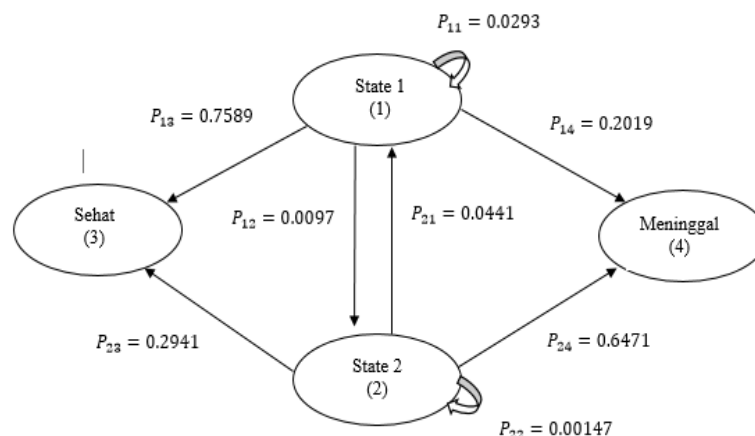 P₁₁ = 0.0293
State 1
(1)
P₁₃ = 0.7589
P₁₄ = 0.2019
Sehat
(3)
P₁₂ = 0.0097
P₂₁ = 0.0441
Meninggal
(4)
P₂₃ = 0.2941
P₂₄ = 0.6471
State 2
(2)
P₂₂ = 0.00147